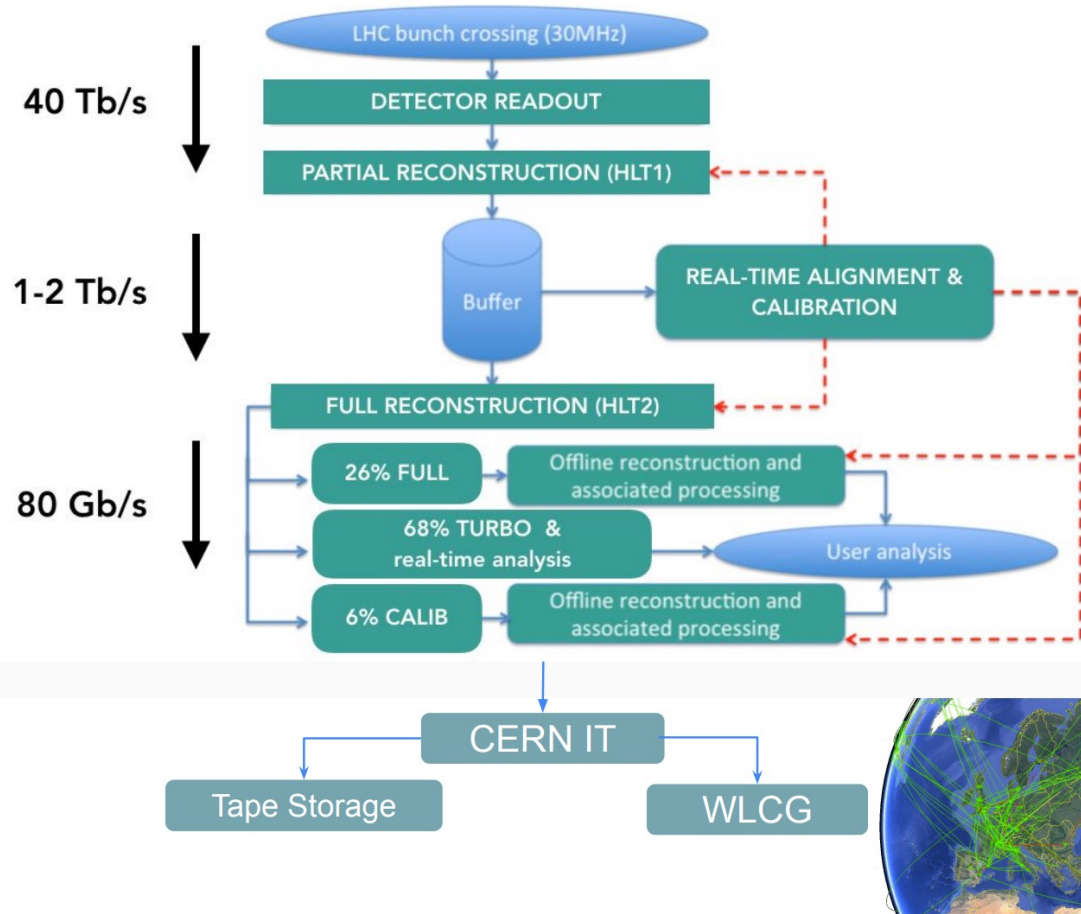 LHC bunch crossing (30MHz)
40 Tb/s
DETECTOR READOUT
PARTIAL RECONSTRUCTION (HLT1)
1-2 Tb/s
Buffer
REAL-TIME ALIGNMENT &
CALIBRATION
FULL RECONSTRUCTION (HLT2)
80 Gb/s
26% FULL
Offline reconstruction and
associated processing
68% TURBO &
real-time analysis
User analysis
6% CALIB
Offline reconstruction and
associated processing
CERN IT
Tape Storage
WLCG